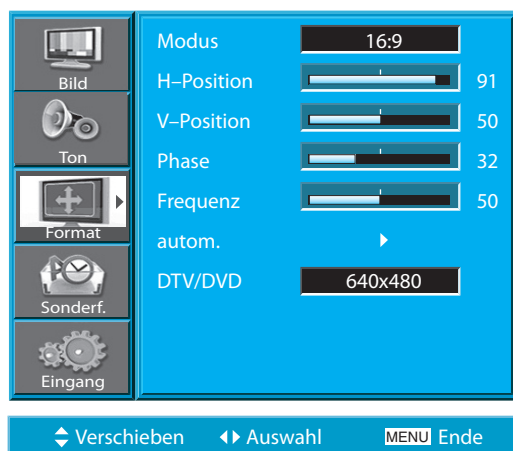 Bild
Ton
Format
Sonderf.
Eingang
Modus 16:9
H–Position 91
V–Position 50
Phase 32
Frequenz 50
autom.
DTV/DVD 640x480
Verschieben Auswahl MENU Ende